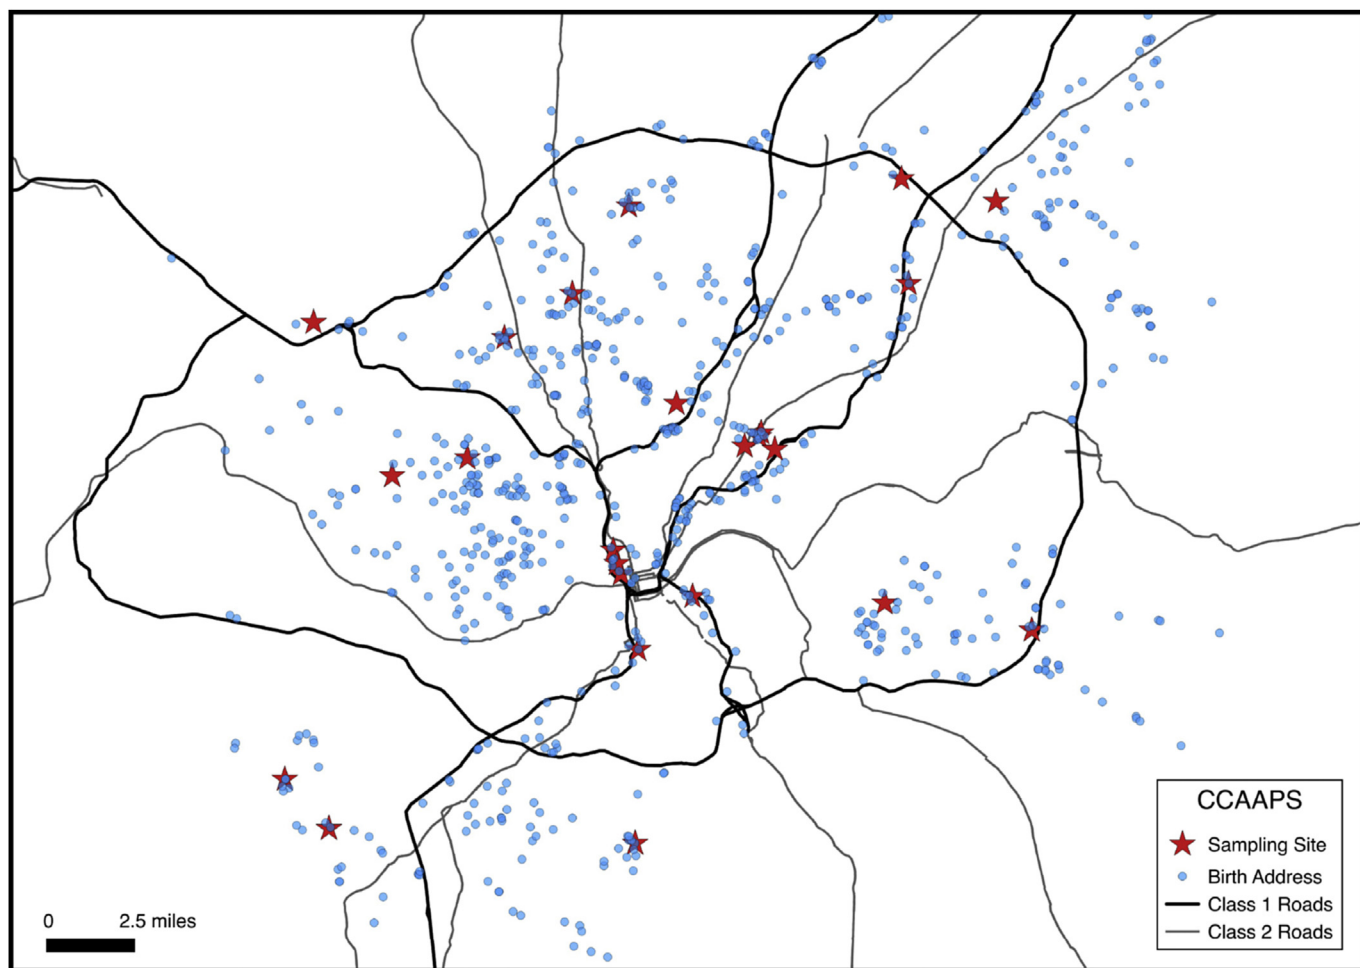 CCAAPS
Sampling Site
Birth Address
Class 1 Roads
Class 2 Roads
0 2.5 miles